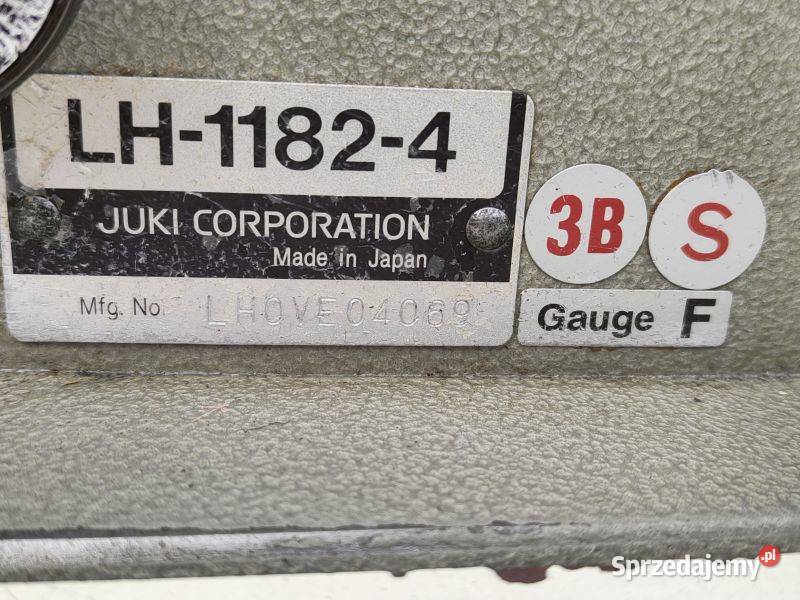 LH-1182-4
JUKI CORPORATION
Made in Japan
Mfg. No LH0VE04069
3B
S
Gauge F
Sprzedajemy.pl